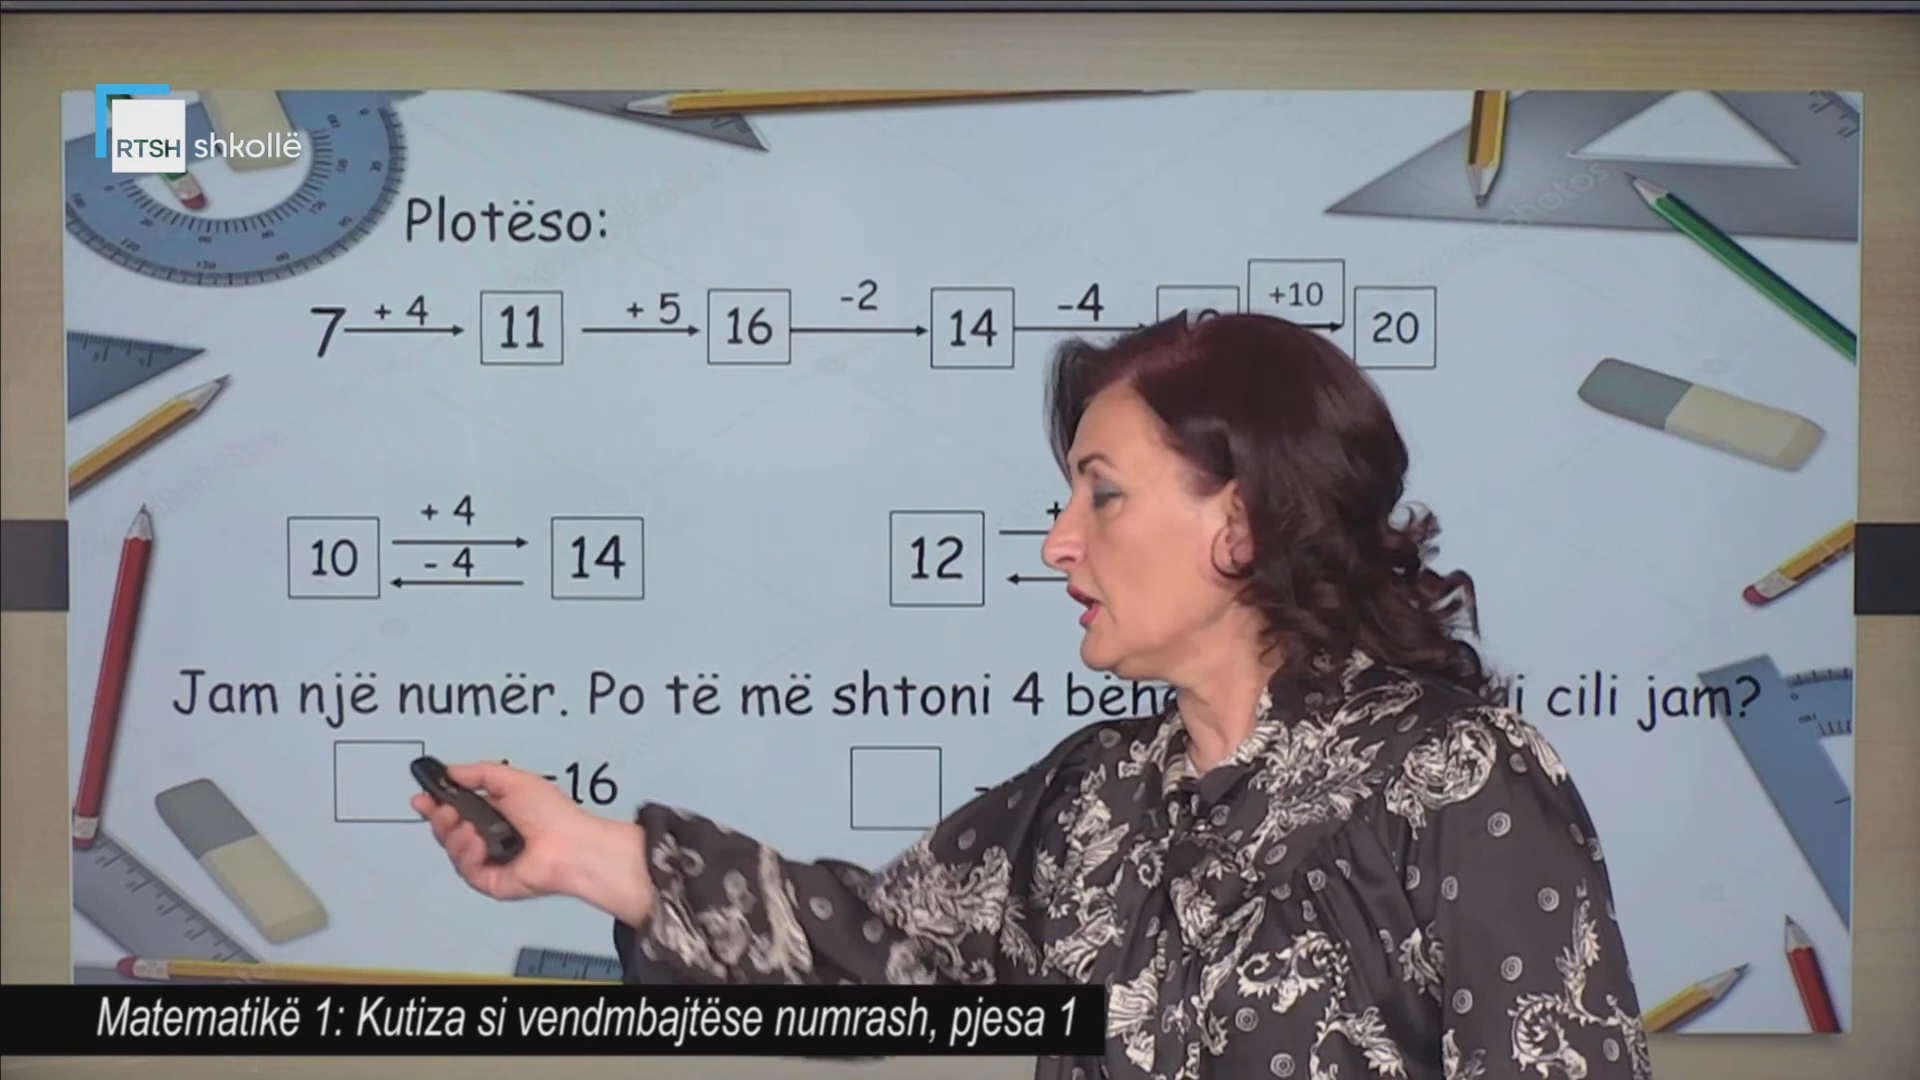 RTSH shkollë
Plotëso:
7 + 4 11 + 5 16 -2 14 -4 +10 20
+ 4
10 - 4 14 12
Jam një numër. Po të më shtoni 4 cili jam?
=16
Matematikë 1: Kutiza si vendmbajtëse numrash, pjesa 1